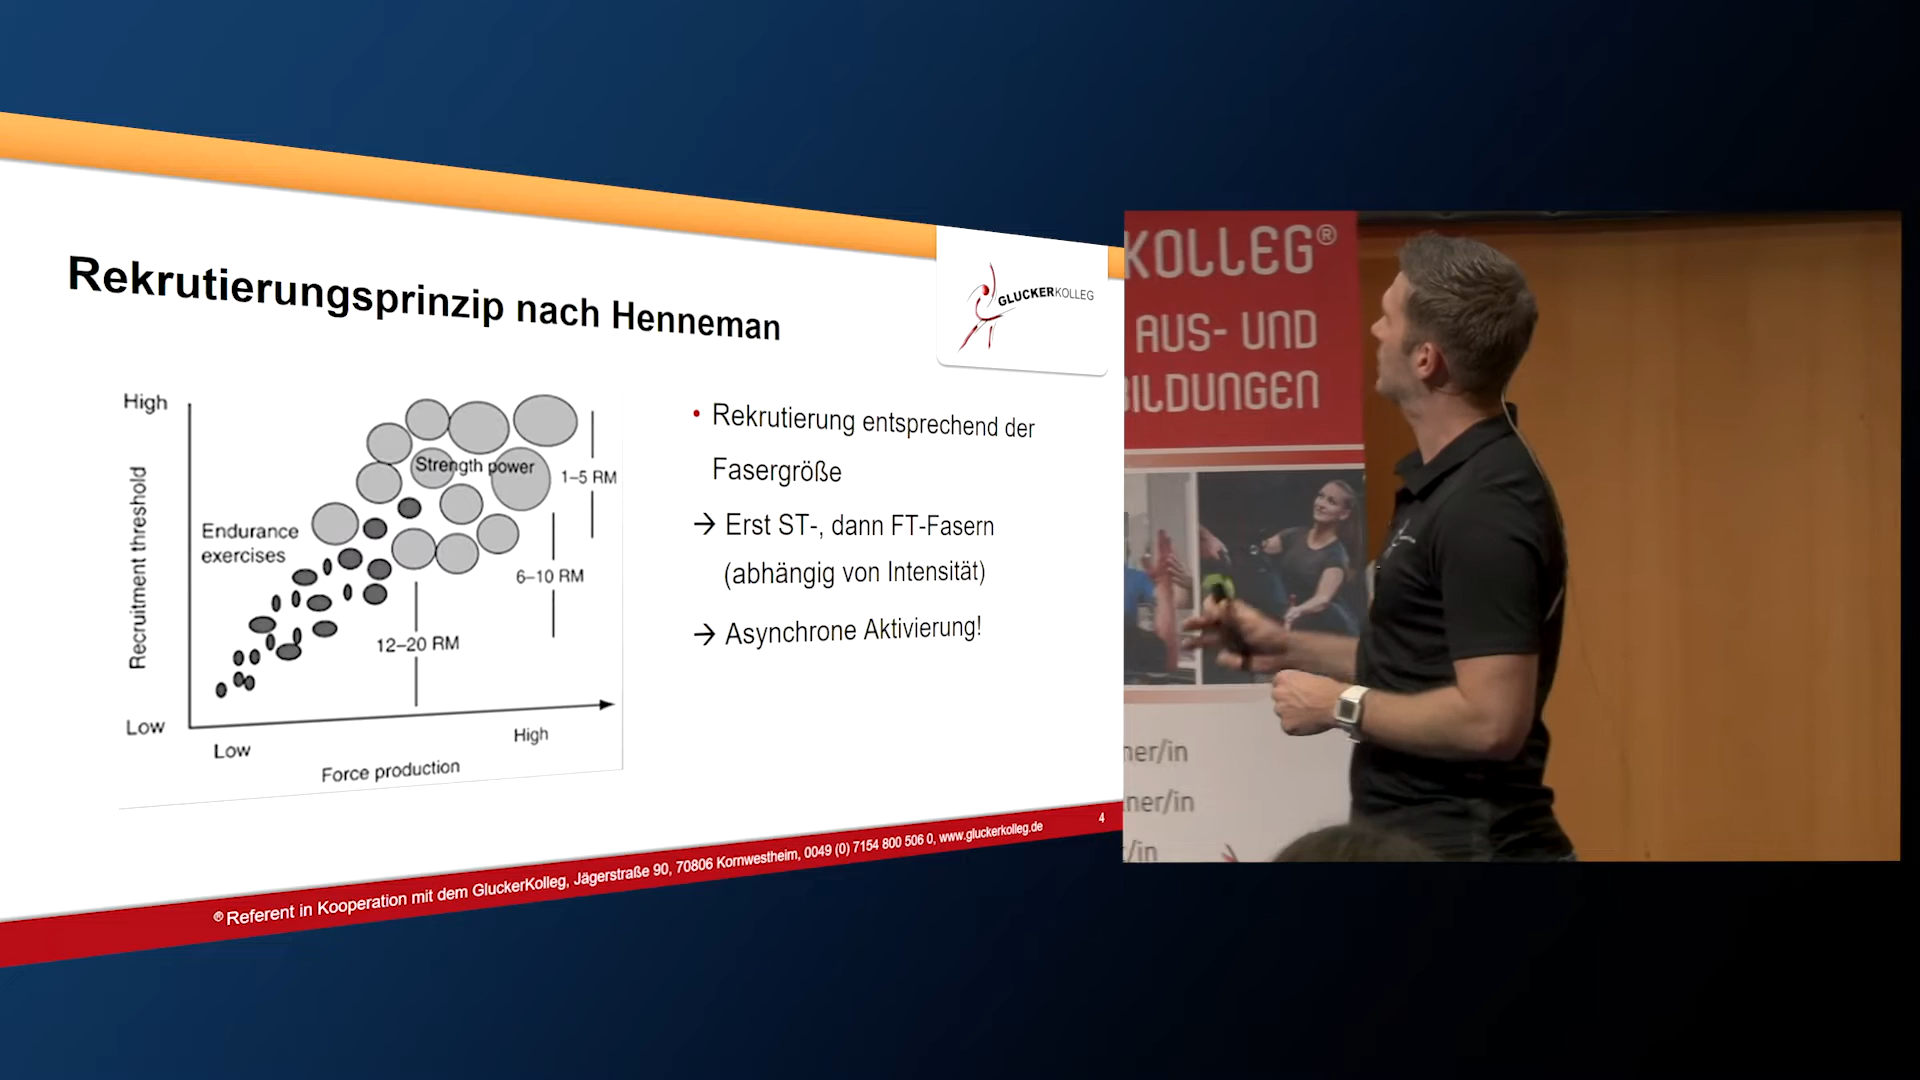 Rekrutierungsprinzip nach Henneman
GLUCKERKOLLEG
High
Strength power
1–5 RM
Endurance
exercises
6–10 RM
12–20 RM
Recruitment threshold
Low
Low
High
Force production
• Rekrutierung entsprechend der
Fasergröße
→ Erst ST-, dann FT-Fasern
(abhängig von Intensität)
→ Asynchrone Aktivierung!
4
® Referent in Kooperation mit dem GluckerKolleg, Jägerstraße 90, 70806 Kornwestheim, 0049 (0) 7154 800 506 0, www.gluckerkolleg.de
KOLLEG®
AUS- UND
BILDUNGEN
ner/in
ner/in
/in